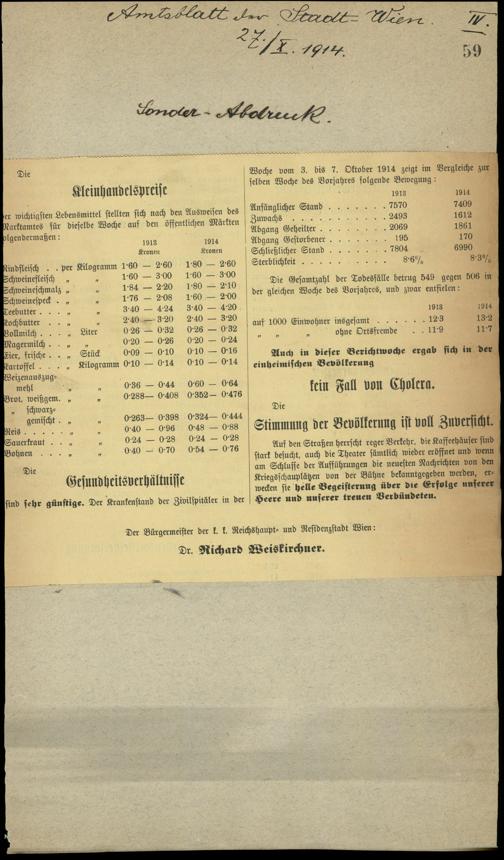 Amtsblatt der Stadt Wien. IV.
27./X. 1914.
59
Sonder-Abdruck.
Die
Kleinhandelspreise
der wichtigsten Lebensmittel stellten sich nach den Ausweisen des
Marktamtes für dieselbe Woche auf den öffentlichen Märkten
folgendermaßen:
1913 1914
Kronen Kronen
Rindfleisch . . per Kilogramm 1·60 — 2·60 1·80 — 2·60
Schweinefleisch „ „ 1·60 — 3·00 1·60 — 3·00
Schweinschmalz „ „ 1·84 — 2·20 1·80 — 2·10
Schweinespeck . „ „ 1·76 — 2·08 1·60 — 2·00
Teebutter . . . „ „ 3·40 — 4·24 3·40 — 4·20
Kochbutter . . „ „ 2·40 — 3·20 2·40 — 3·20
Vollmilch . . . „ Liter 0·26 — 0·32 0·26 — 0·32
Magermilch . . „ „ 0·20 — 0·26 0·20 — 0·24
Eier, frische . . „ Stück 0·09 — 0·10 0·10 — 0·16
Kartoffel . . . „ Kilogramm 0·10 — 0·14 0·10 — 0·14
Weizenauszug-
mehl „ „ 0·36 — 0·44 0·60 — 0·64
Brot, weißgem. „ „ 0·288— 0·408 0·352— 0·476
„ schwarz-
gemischt . „ „ 0·263— 0·398 0·324— 0·444
Reis . . . . . „ „ 0·40 — 0·96 0·48 — 0·88
Sauerkraut . . „ „ 0·24 — 0·28 0·24 — 0·28
Bohnen . . . . „ „ 0·40 — 0·70 0·54 — 0·76
Die
Gesundheitsverhältnisse
sind sehr günstige. Der Krankenstand der Zivilspitäler in der
Woche vom 3. bis 7. Oktober 1914 zeigt im Vergleiche zur
selben Woche des Vorjahres folgende Bewegung:
1913 1914
Anfänglicher Stand . . . . . . . 7570 7409
Zuwachs . . . . . . . . . . . 2493 1612
Abgang Geheilter . . . . . . . . 2069 1861
Abgang Gestorbener . . . . . . . 195 170
Schließlicher Stand . . . . . . . 7804 6990
Sterblichkeit . . . . . . . . . 8·6% 8·3%
Die Gesamtzahl der Todesfälle betrug 549 gegen 506 in
der gleichen Woche des Vorjahres, und zwar entfielen:
1913 1914
auf 1000 Einwohner insgesamt . . . . . 12·3 13·2
„ „ „ ohne Ortsfremde . . 11·9 11·7
Auch in dieser Berichtwoche ergab sich in der
einheimischen Bevölkerung
kein Fall von Cholera.
Die
Stimmung der Bevölkerung ist voll Zuversicht.
Auf den Straßen herrscht reger Verkehr, die Kaffeehäuser sind
stark besucht, auch die Theater sämtlich wieder eröffnet und wenn
am Schlusse der Aufführungen die neuesten Nachrichten von den
Kriegsschauplätzen von der Bühne bekanntgegeben werden, er-
wecken sie helle Begeisterung über die Erfolge unserer
Heere und unserer treuen Verbündeten.
Der Bürgermeister der k. k. Reichshaupt- und Residenzstadt Wien:
Dr. Richard Weiskirchner.